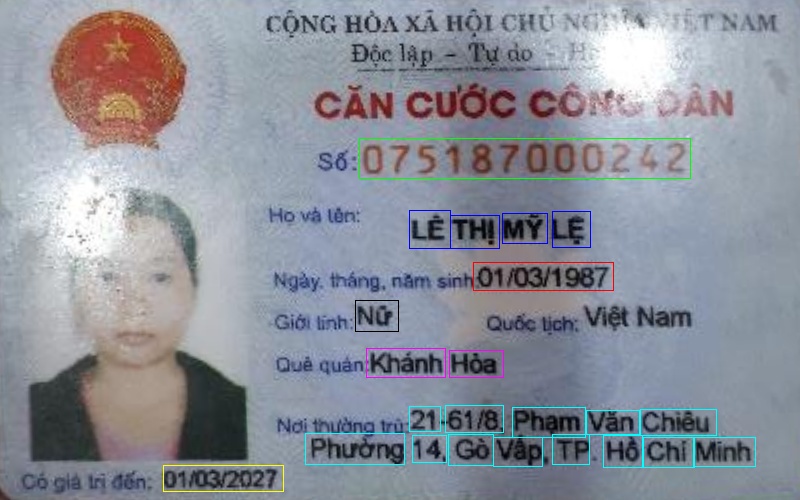 CỘNG HÒA XÃ HỘI CHỦ NGHĨA VIỆT NAM
Độc lập - Tự do -
CĂN CƯỚC CÔNG DÂN
Số: 075187000242
Họ và tên: LÊ THỊ MỸ LỆ
Ngày, tháng, năm sinh: 01/03/1987
Giới tính: Nữ Quốc tịch: Việt Nam
Quê quán: Khánh Hòa
Nơi thường trú: 21-61/8, Phạm Văn Chiêu
Phường 14, Gò Vấp, TP. Hồ Chí Minh
Có giá trị đến: 01/03/2027